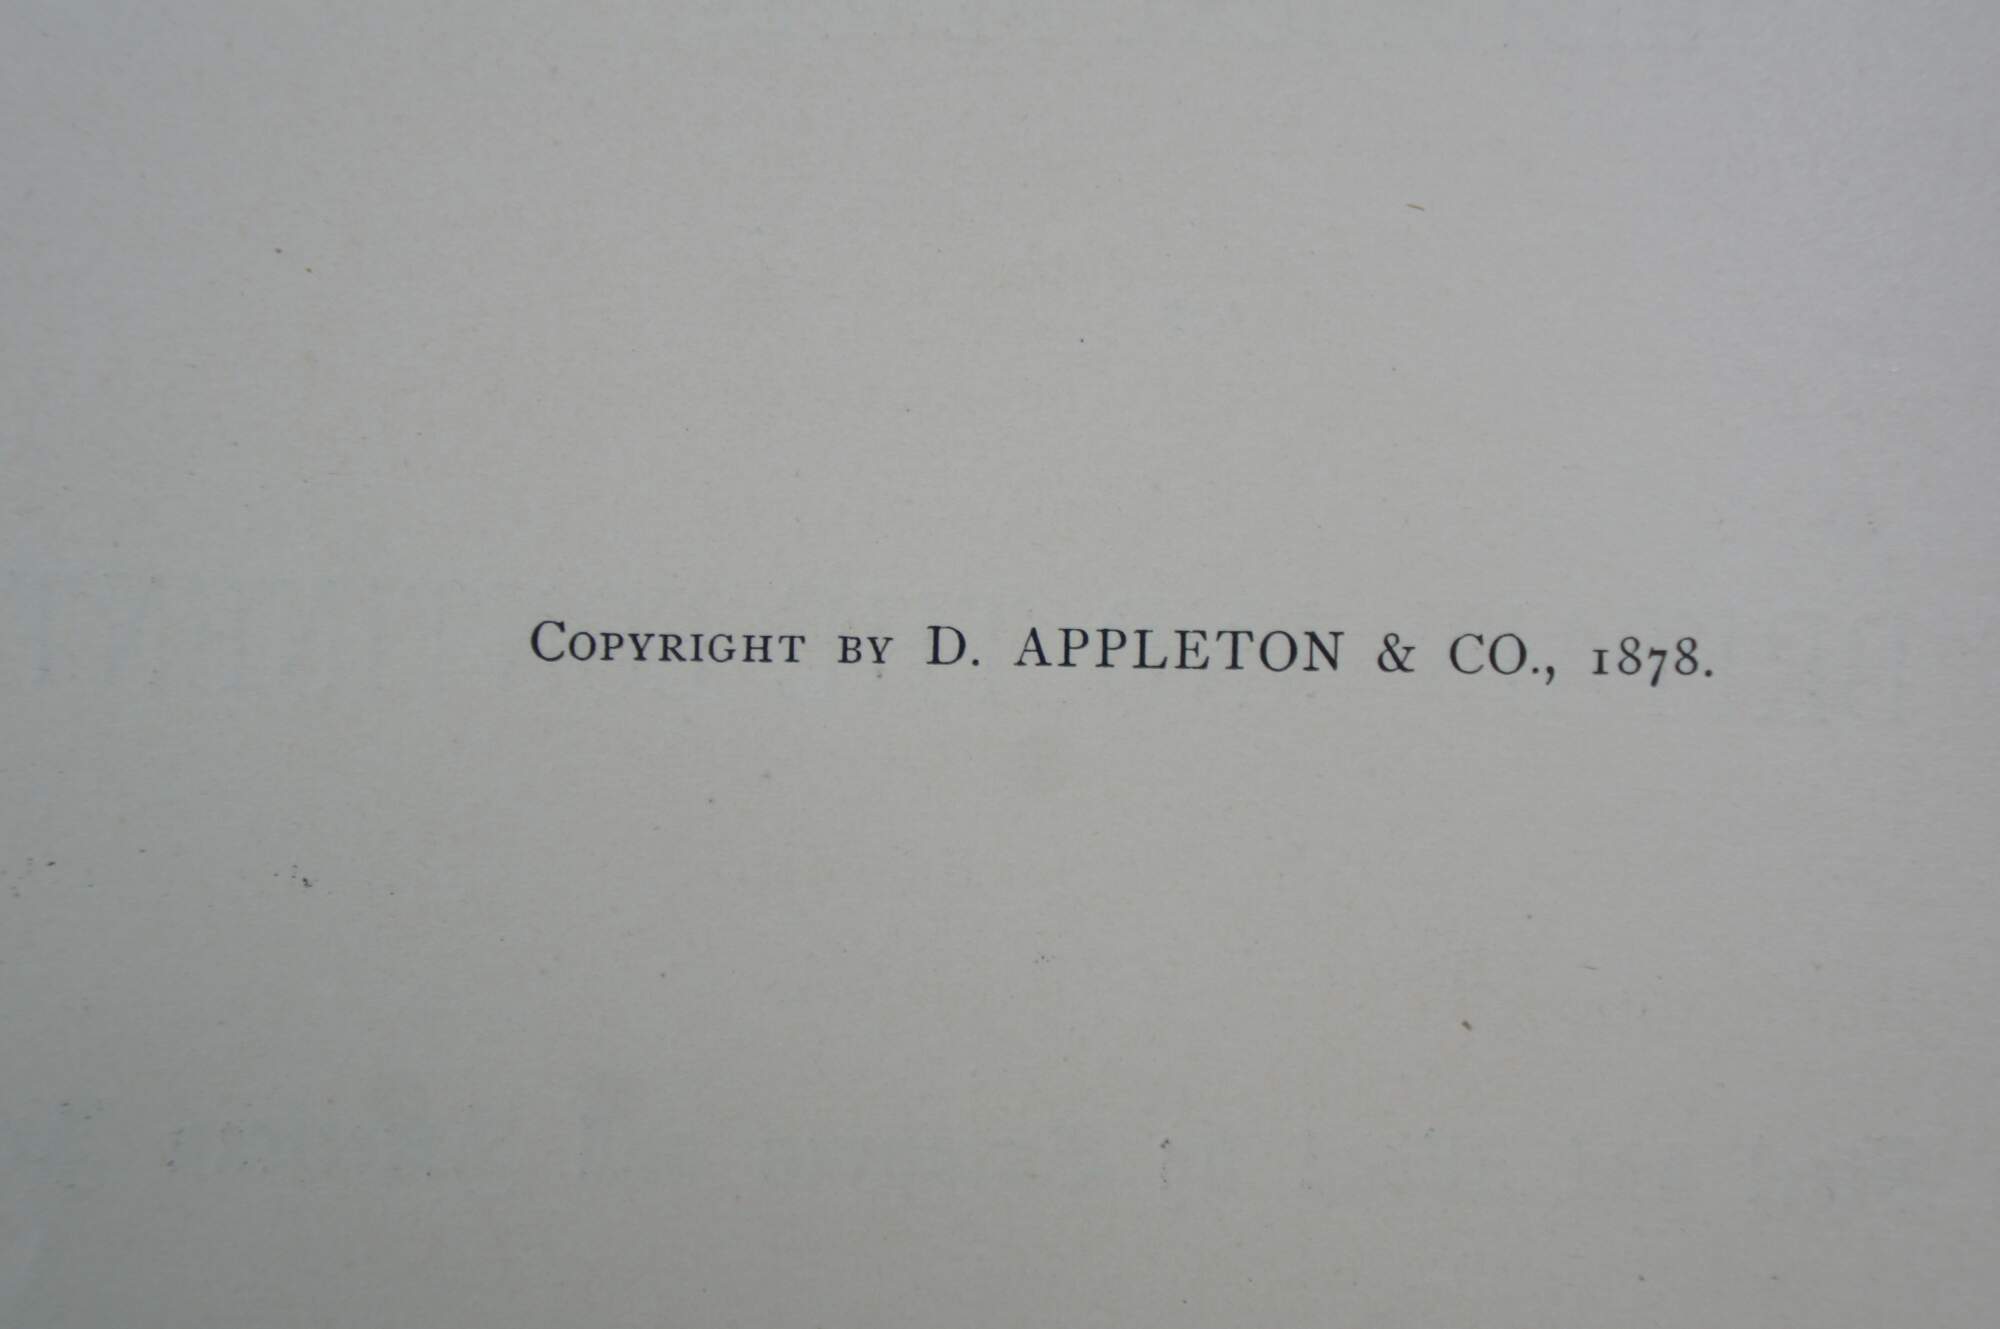 Copyright by D. APPLETON & CO., 1878.